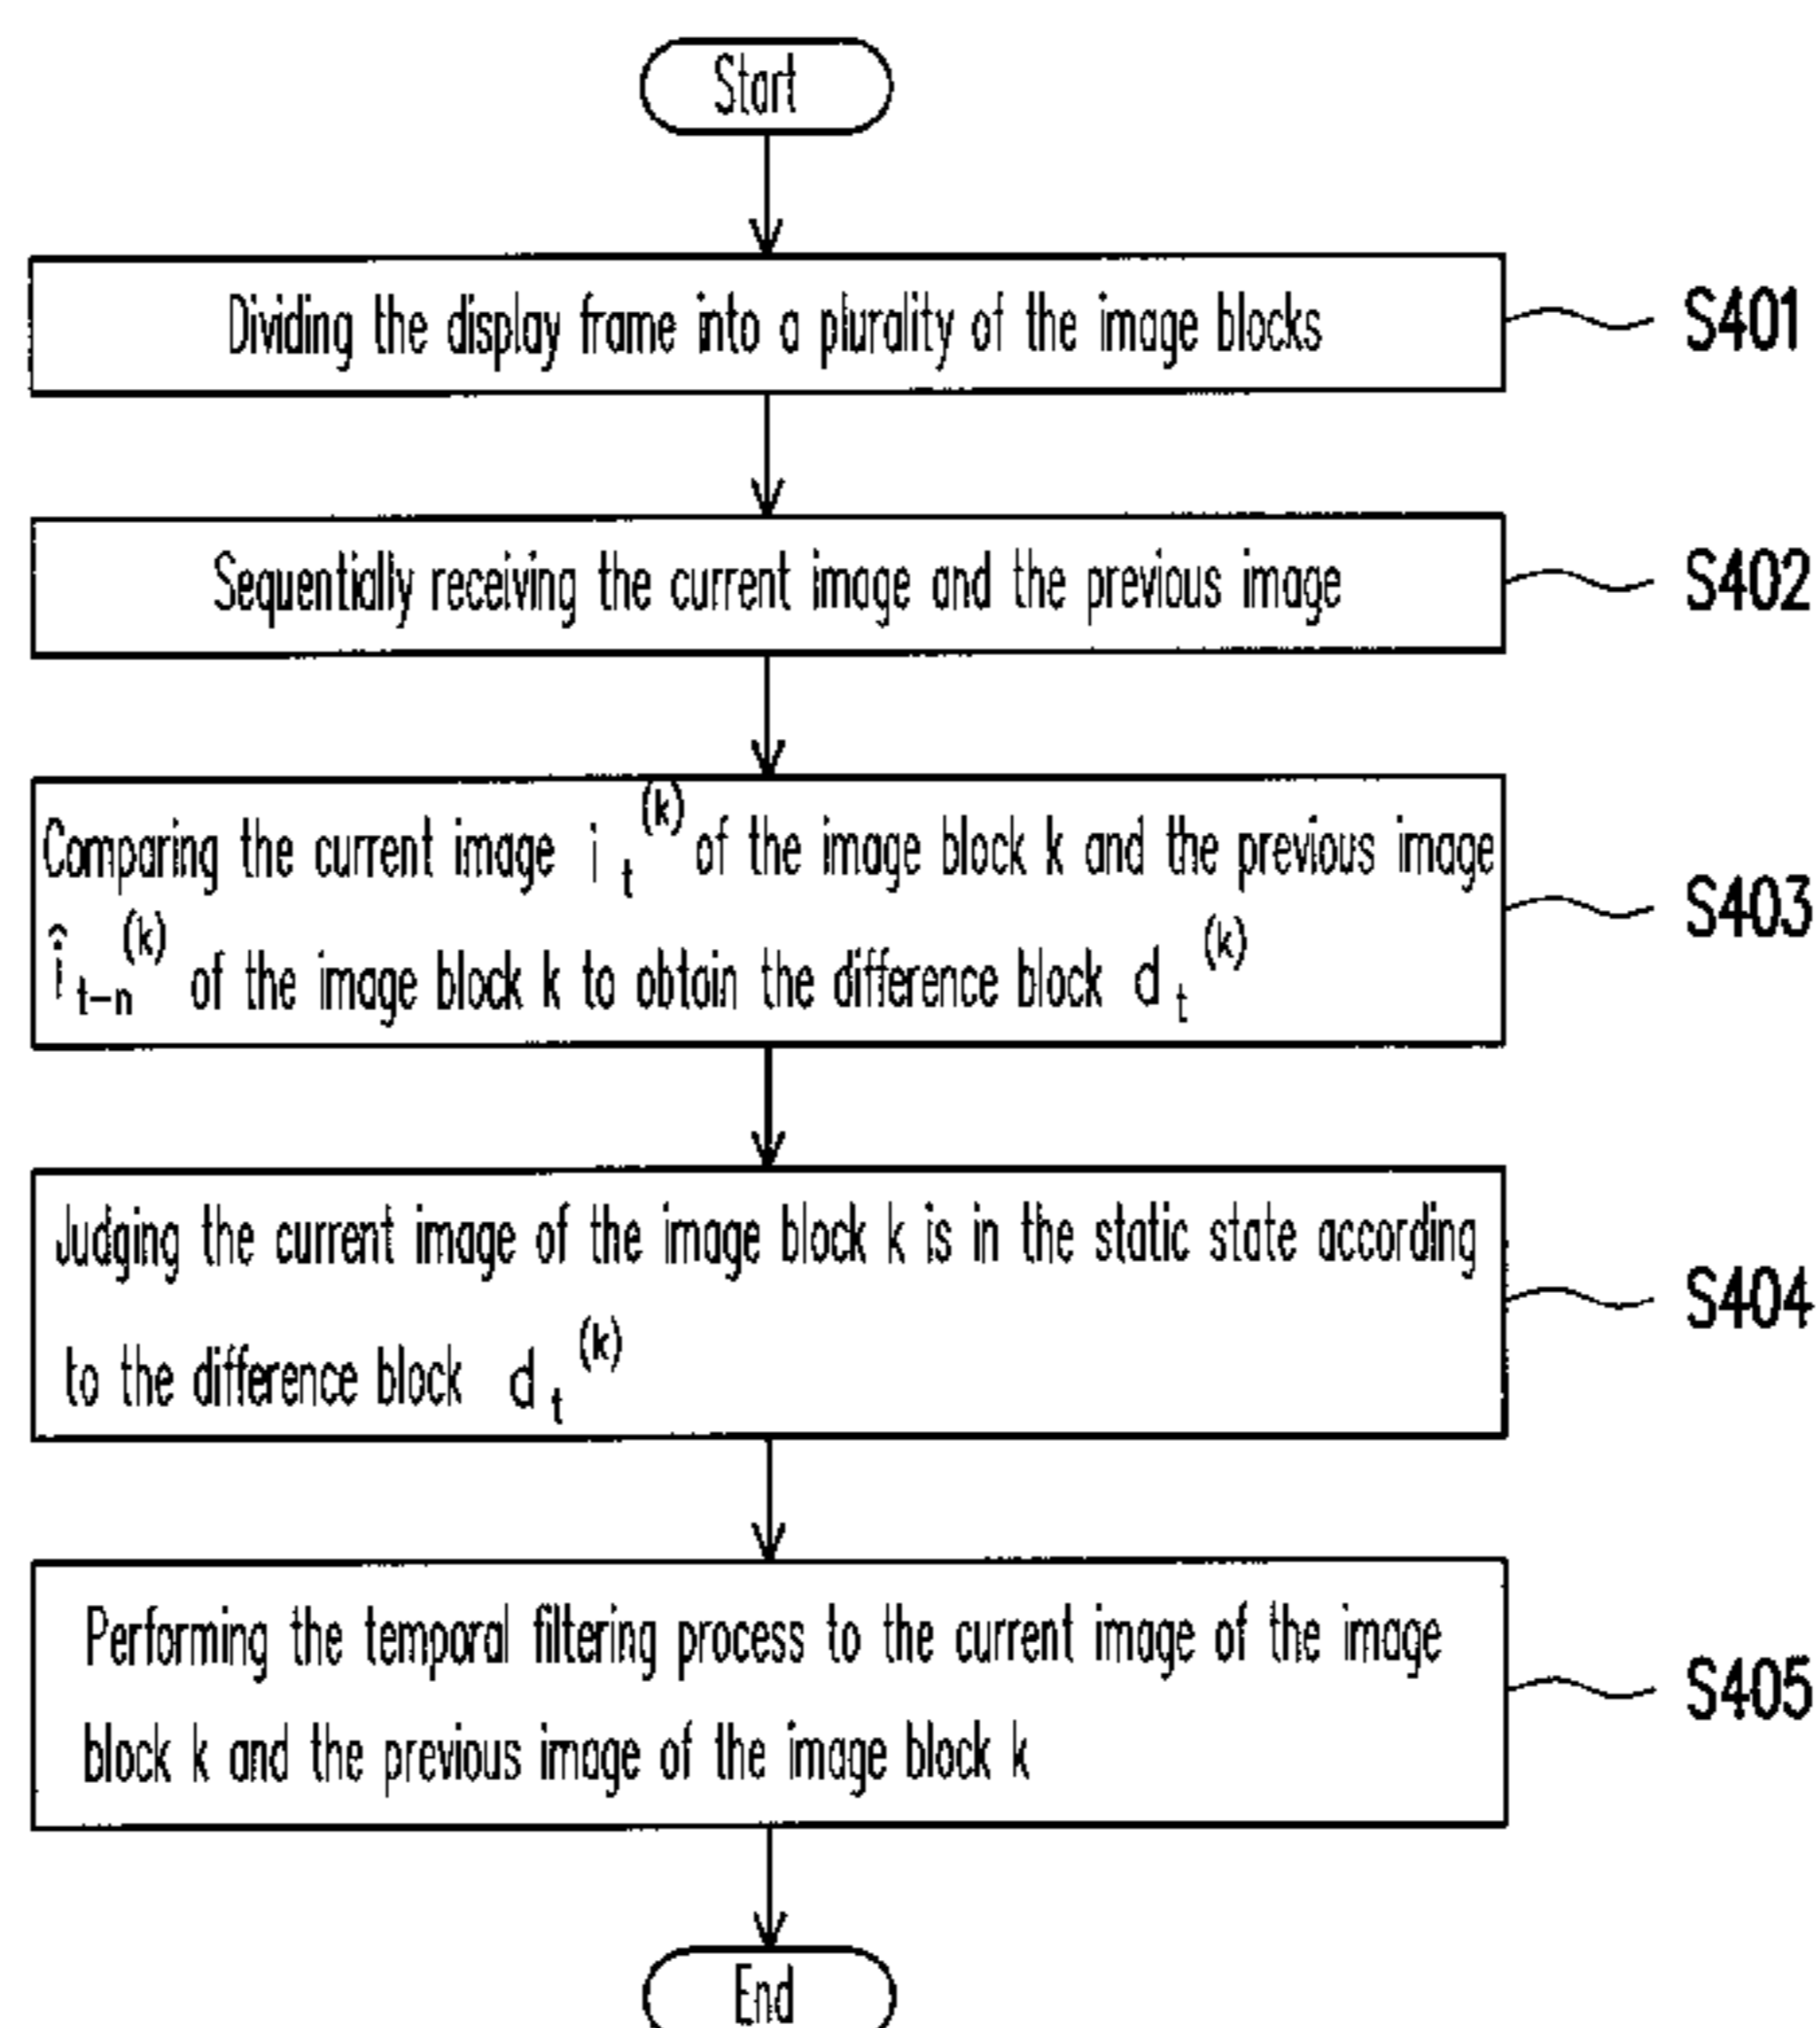 Start
Dividing the display frame into a plurality of the image blocks
S401
Sequentially receiving the current image and the previous image
S402
Comparing the current image i_t^(k) of the image block k and the previous image
î_t-n^(k) of the image block k to obtain the difference block d_t^(k)
S403
Judging the current image of the image block k is in the static state according
to the difference block d_t^(k)
S404
Performing the temporal filtering process to the current image of the image
block k and the previous image of the image block k
S405
End